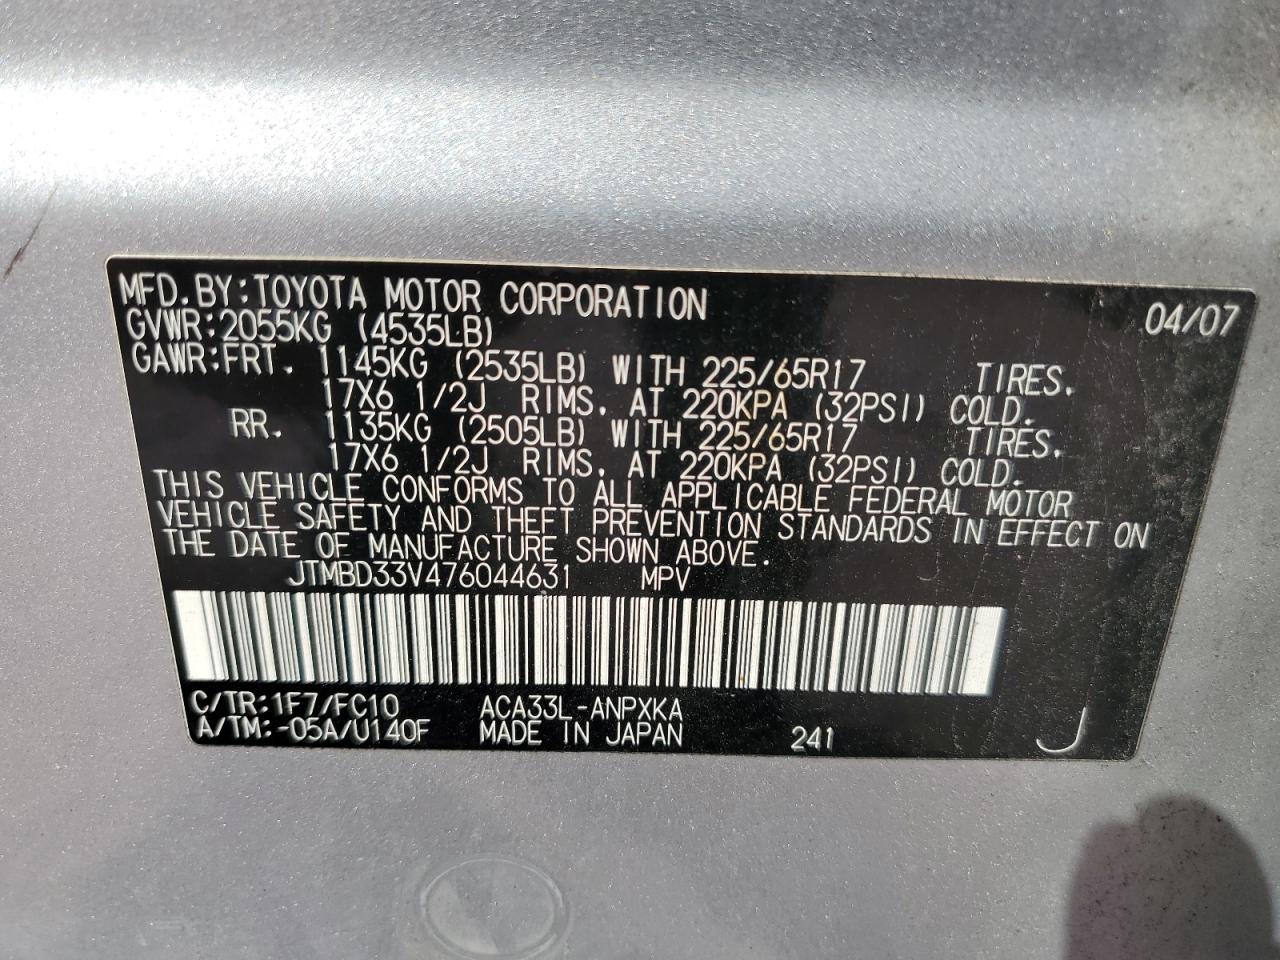 MFD. BY: TOYOTA MOTOR CORPORATION 04/07
GVWR: 2055KG (4535LB)
GAWR: FRT. 1145KG (2535LB) WITH 225/65R17 TIRES.
17X6 1/2J RIMS, AT 220KPA (32PSI) COLD.
RR. 1135KG (2505LB) WITH 225/65R17 TIRES.
17X6 1/2J RIMS, AT 220KPA (32PSI) COLD.
THIS VEHICLE CONFORMS TO ALL APPLICABLE FEDERAL MOTOR
VEHICLE SAFETY AND THEFT PREVENTION STANDARDS IN EFFECT ON
THE DATE OF MANUFACTURE SHOWN ABOVE.
JTMBD33V476044631 MPV
C/TR: 1F7/FC10 ACA33L-ANPXKA
A/TM: -05A/U140F MADE IN JAPAN 241 J